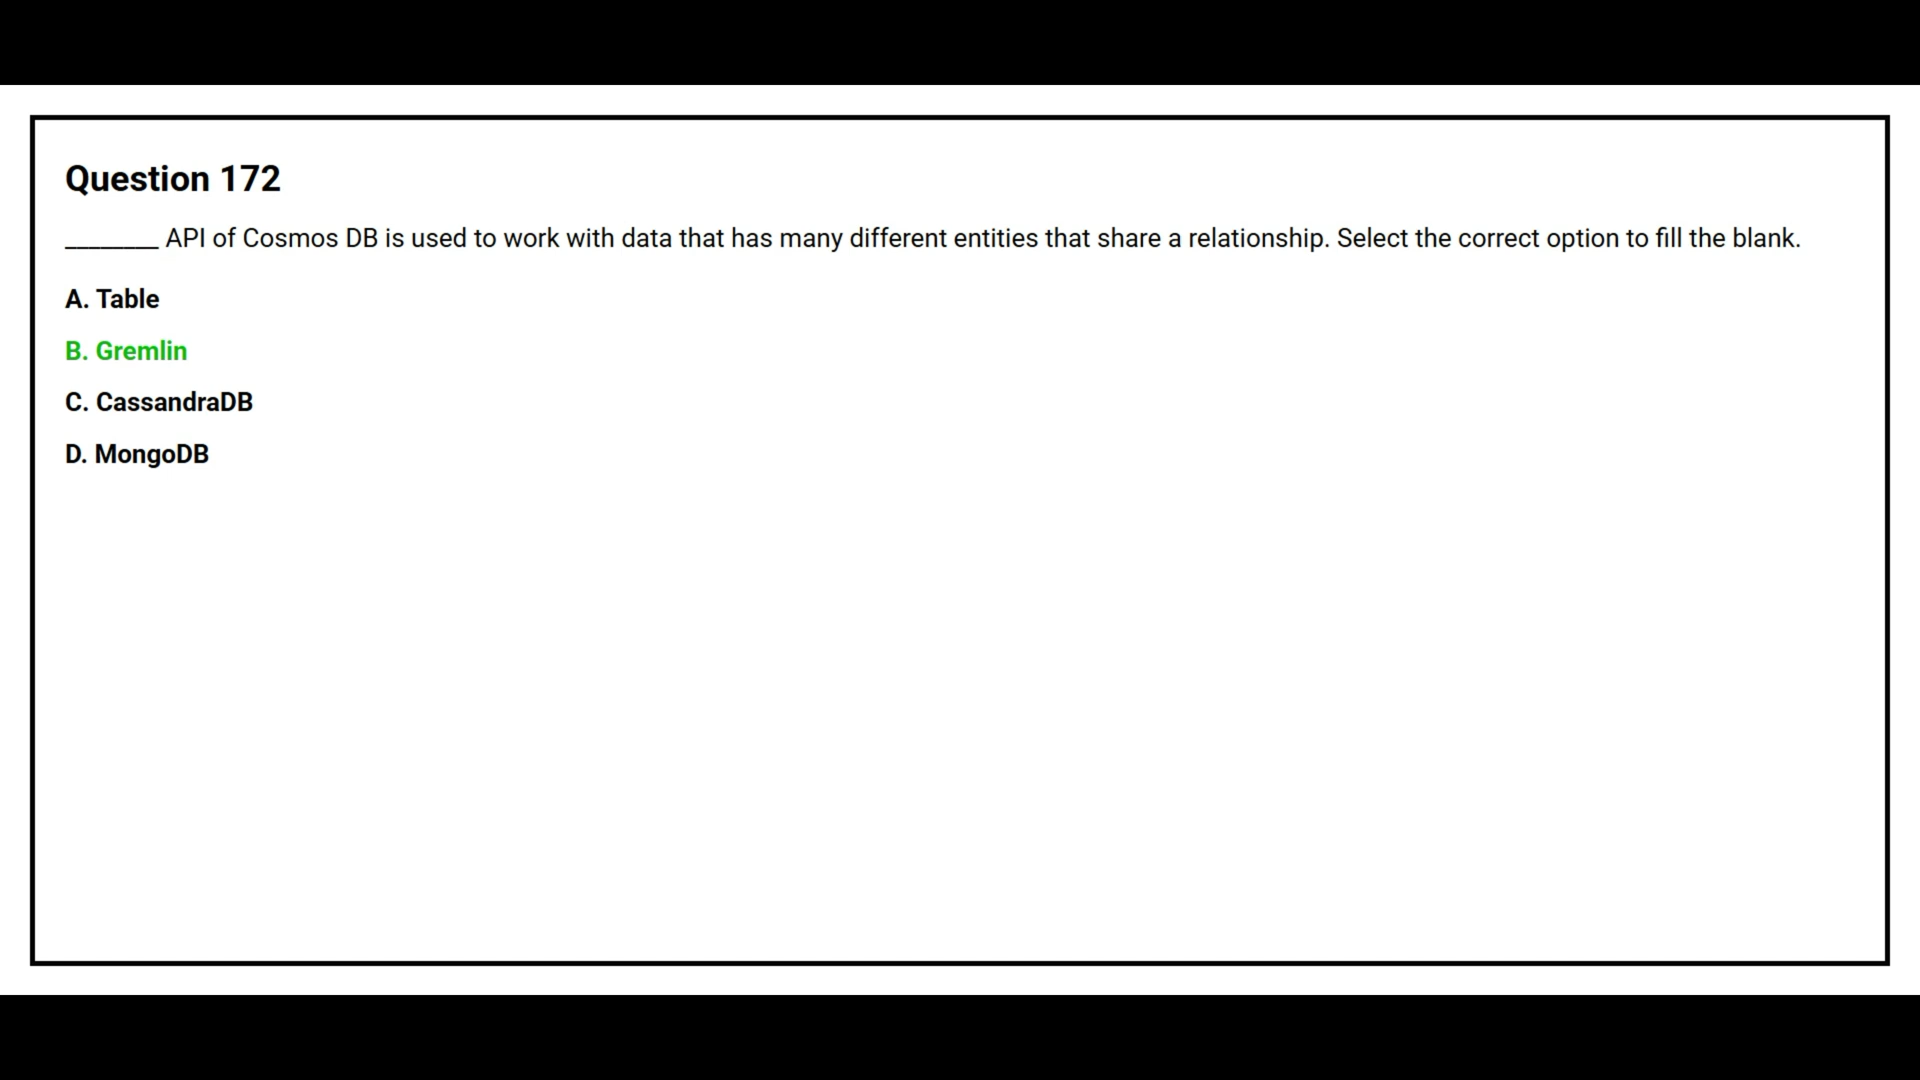 Question 172
________ API of Cosmos DB is used to work with data that has many different entities that share a relationship. Select the correct option to fill the blank.
A. Table
B. Gremlin
C. CassandraDB
D. MongoDB